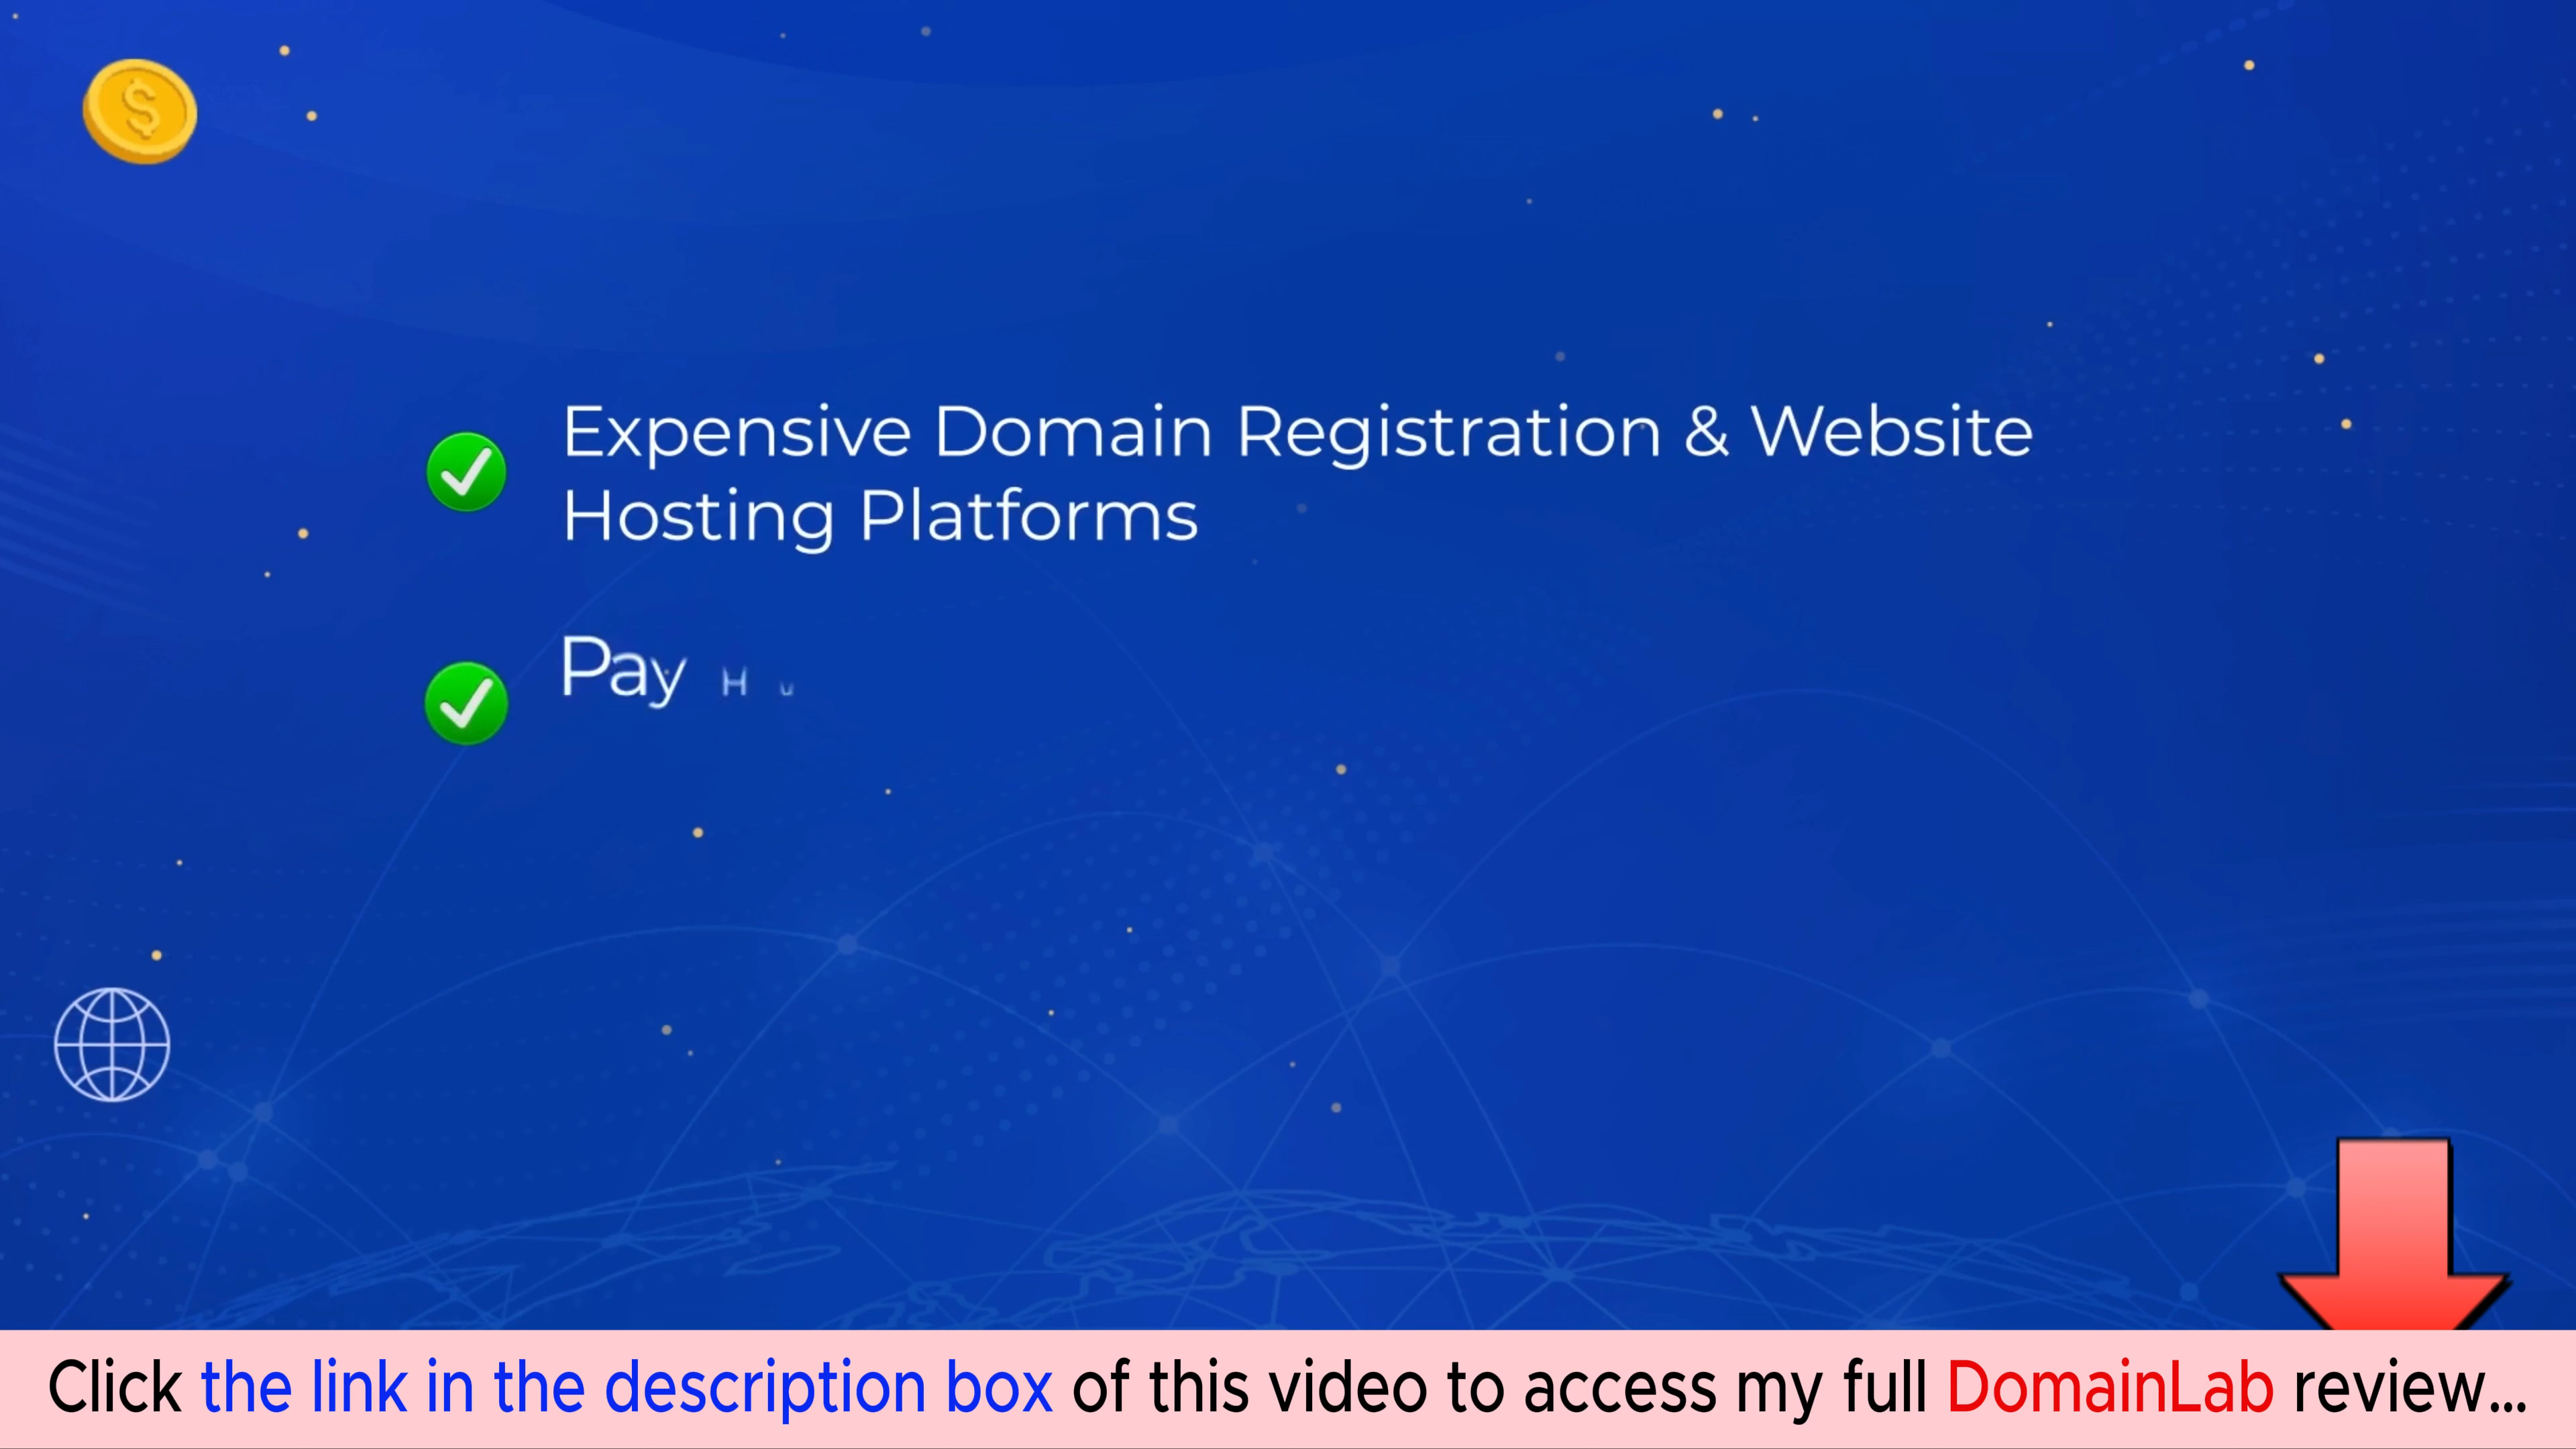 Expensive Domain Registration & Website
Hosting Platforms
Pay H u
Click the link in the description box of this video to access my full DomainLab review...